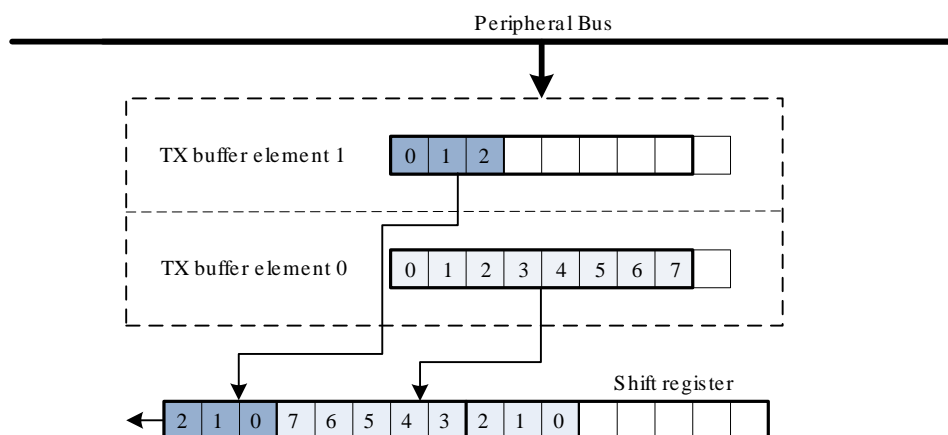 Peripheral Bus
TX buffer element 1
0 1 2
TX buffer element 0
0 1 2 3 4 5 6 7
Shift register
2 1 0 7 6 5 4 3 2 1 0